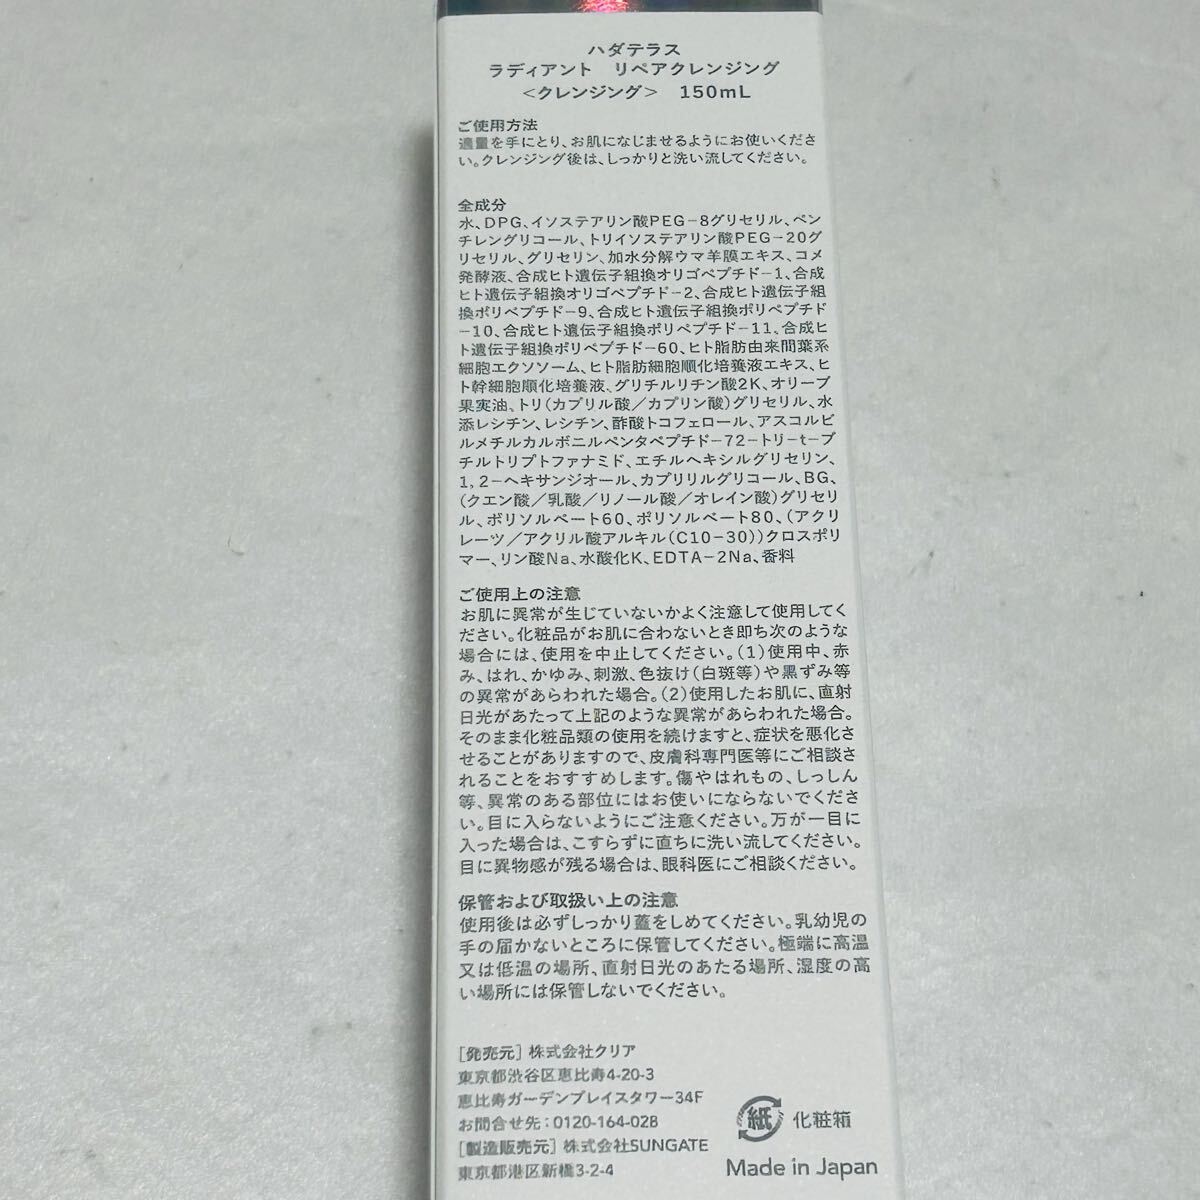 ハダテラス
ラディアント リペアクレンジング
<クレンジング> 150mL
ご使用方法
適量を手にとり、お肌になじませるようにお使いくださ
い。クレンジング後は、しっかりと洗い流してください。
全成分
水、DPG、イソステアリン酸PEG-8グリセリル、ペン
チレングリコール、トリイソステアリン酸PEG-20グ
リセリル、グリセリン、加水分解ウマ羊膜エキス、コメ
発酵液、合成ヒト遺伝子組換オリゴペプチド-1、合成
ヒト遺伝子組換オリゴペプチド-2、合成ヒト遺伝子組
換ポリペプチド-9、合成ヒト遺伝子組換ポリペプチド
-10、合成ヒト遺伝子組換ポリペプチド-11、合成ヒ
ト遺伝子組換ポリペプチド-60、ヒト脂肪由来間葉系
細胞エクソソーム、ヒト脂肪細胞順化培養液エキス、ヒ
ト幹細胞順化培養液、グリチルリチン酸2K、オリーブ
果実油、トリ(カプリル酸/カプリン酸)グリセリル、水
添レシチン、レシチン、酢酸トコフェロール、アスコルビ
ルメチルカルボニルペンタペプチド-72-トリ-t-ブ
チルトリプトファナミド、エチルヘキシルグリセリン、
1,2-ヘキサンジオール、カプリリルグリコール、BG、
(クエン酸/乳酸/リノール酸/オレイン酸)グリセリ
ル、ポリソルベート60、ポリソルベート80、(アクリ
レーツ/アクリル酸アルキル(C10-30))クロスポリ
マー、リン酸Na、水酸化K、EDTA-2Na、香料
ご使用上の注意
お肌に異常が生じていないかよく注意して使用してく
ださい。化粧品がお肌に合わないとき即ち次のような
場合には、使用を中止してください。(1)使用中、赤
み、はれ、かゆみ、刺激、色抜け(白斑等)や黒ずみ等
の異常があらわれた場合。(2)使用したお肌に、直射
日光があたって上記のような異常があらわれた場合。
そのまま化粧品類の使用を続けますと、症状を悪化さ
せることがありますので、皮膚科専門医等にご相談さ
れることをおすすめします。傷やはれもの、しっしん
等、異常のある部位にはお使いにならないでくださ
い。目に入らないようにご注意ください。万が一目に
入った場合は、こすらずに直ちに洗い流してください。
目に異物感が残る場合は、眼科医にご相談ください。
保管および取扱い上の注意
使用後は必ずしっかり蓋をしめてください。乳幼児の
手の届かないところに保管してください。極端に高温
又は低温の場所、直射日光のあたる場所、湿度の高
い場所には保管しないでください。
[発売元] 株式会社クリア
東京都渋谷区恵比寿4-20-3
恵比寿ガーデンプレイスタワー34F
お問合せ先:0120-164-028
[製造販売元] 株式会社SUNGATE
東京都港区新橋3-2-4
紙 化粧箱
Made in Japan